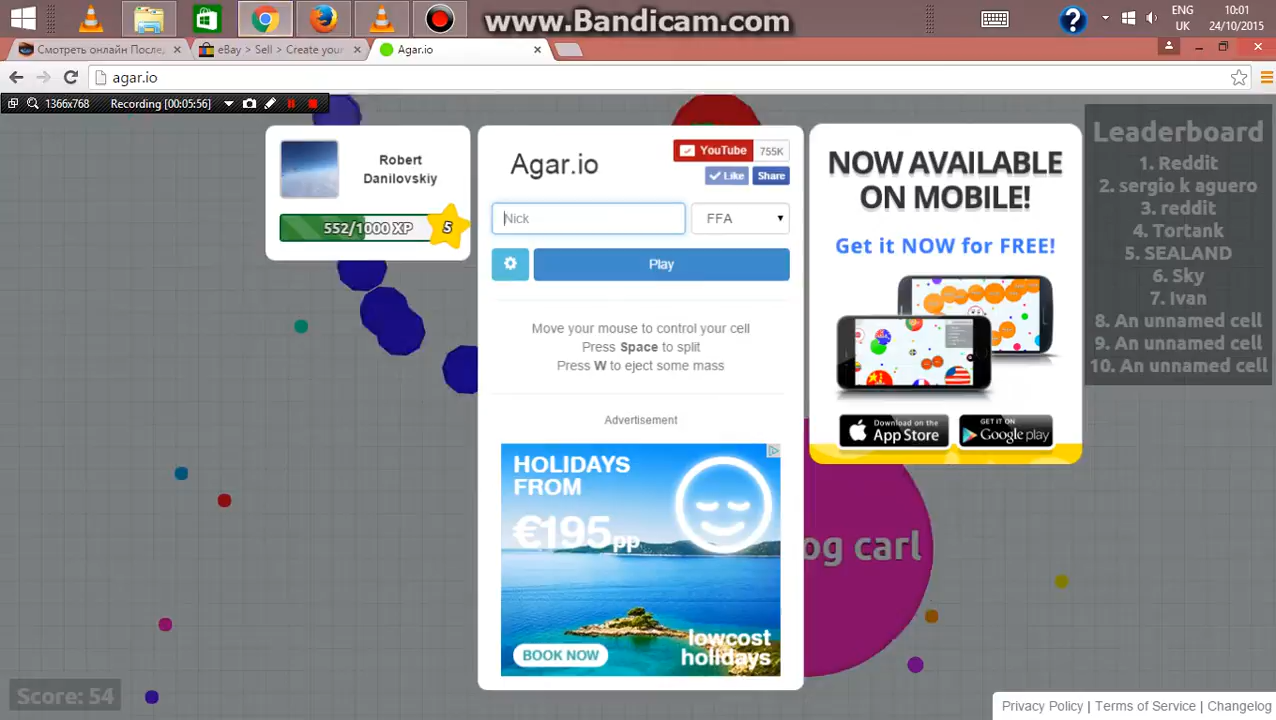 www.Bandicam.com
ENG
UK
10:01
24/10/2015
Смотреть онлайн После
eBay > Sell > Create your
Agar.io
agar.io
1366x768
Recording [00:05:56]
Robert
Danilovskiy
552/1000 XP
5
Agar.io
YouTube
755K
Like
Share
Nick
FFA
Play
Move your mouse to control your cell
Press Space to split
Press W to eject some mass
Advertisement
HOLIDAYS
FROM
€195pp
lowcost
holidays
BOOK NOW
NOW AVAILABLE
ON MOBILE!
Get it NOW for FREE!
Download on the
App Store
GET IT ON
Google play
Leaderboard
1. Reddit
2. sergio k aguero
3. reddit
4. Tortank
5. SEALAND
6. Sky
7. Ivan
8. An unnamed cell
9. An unnamed cell
10. An unnamed cell
og carl
Score: 54
Privacy Policy | Terms of Service | Changelog